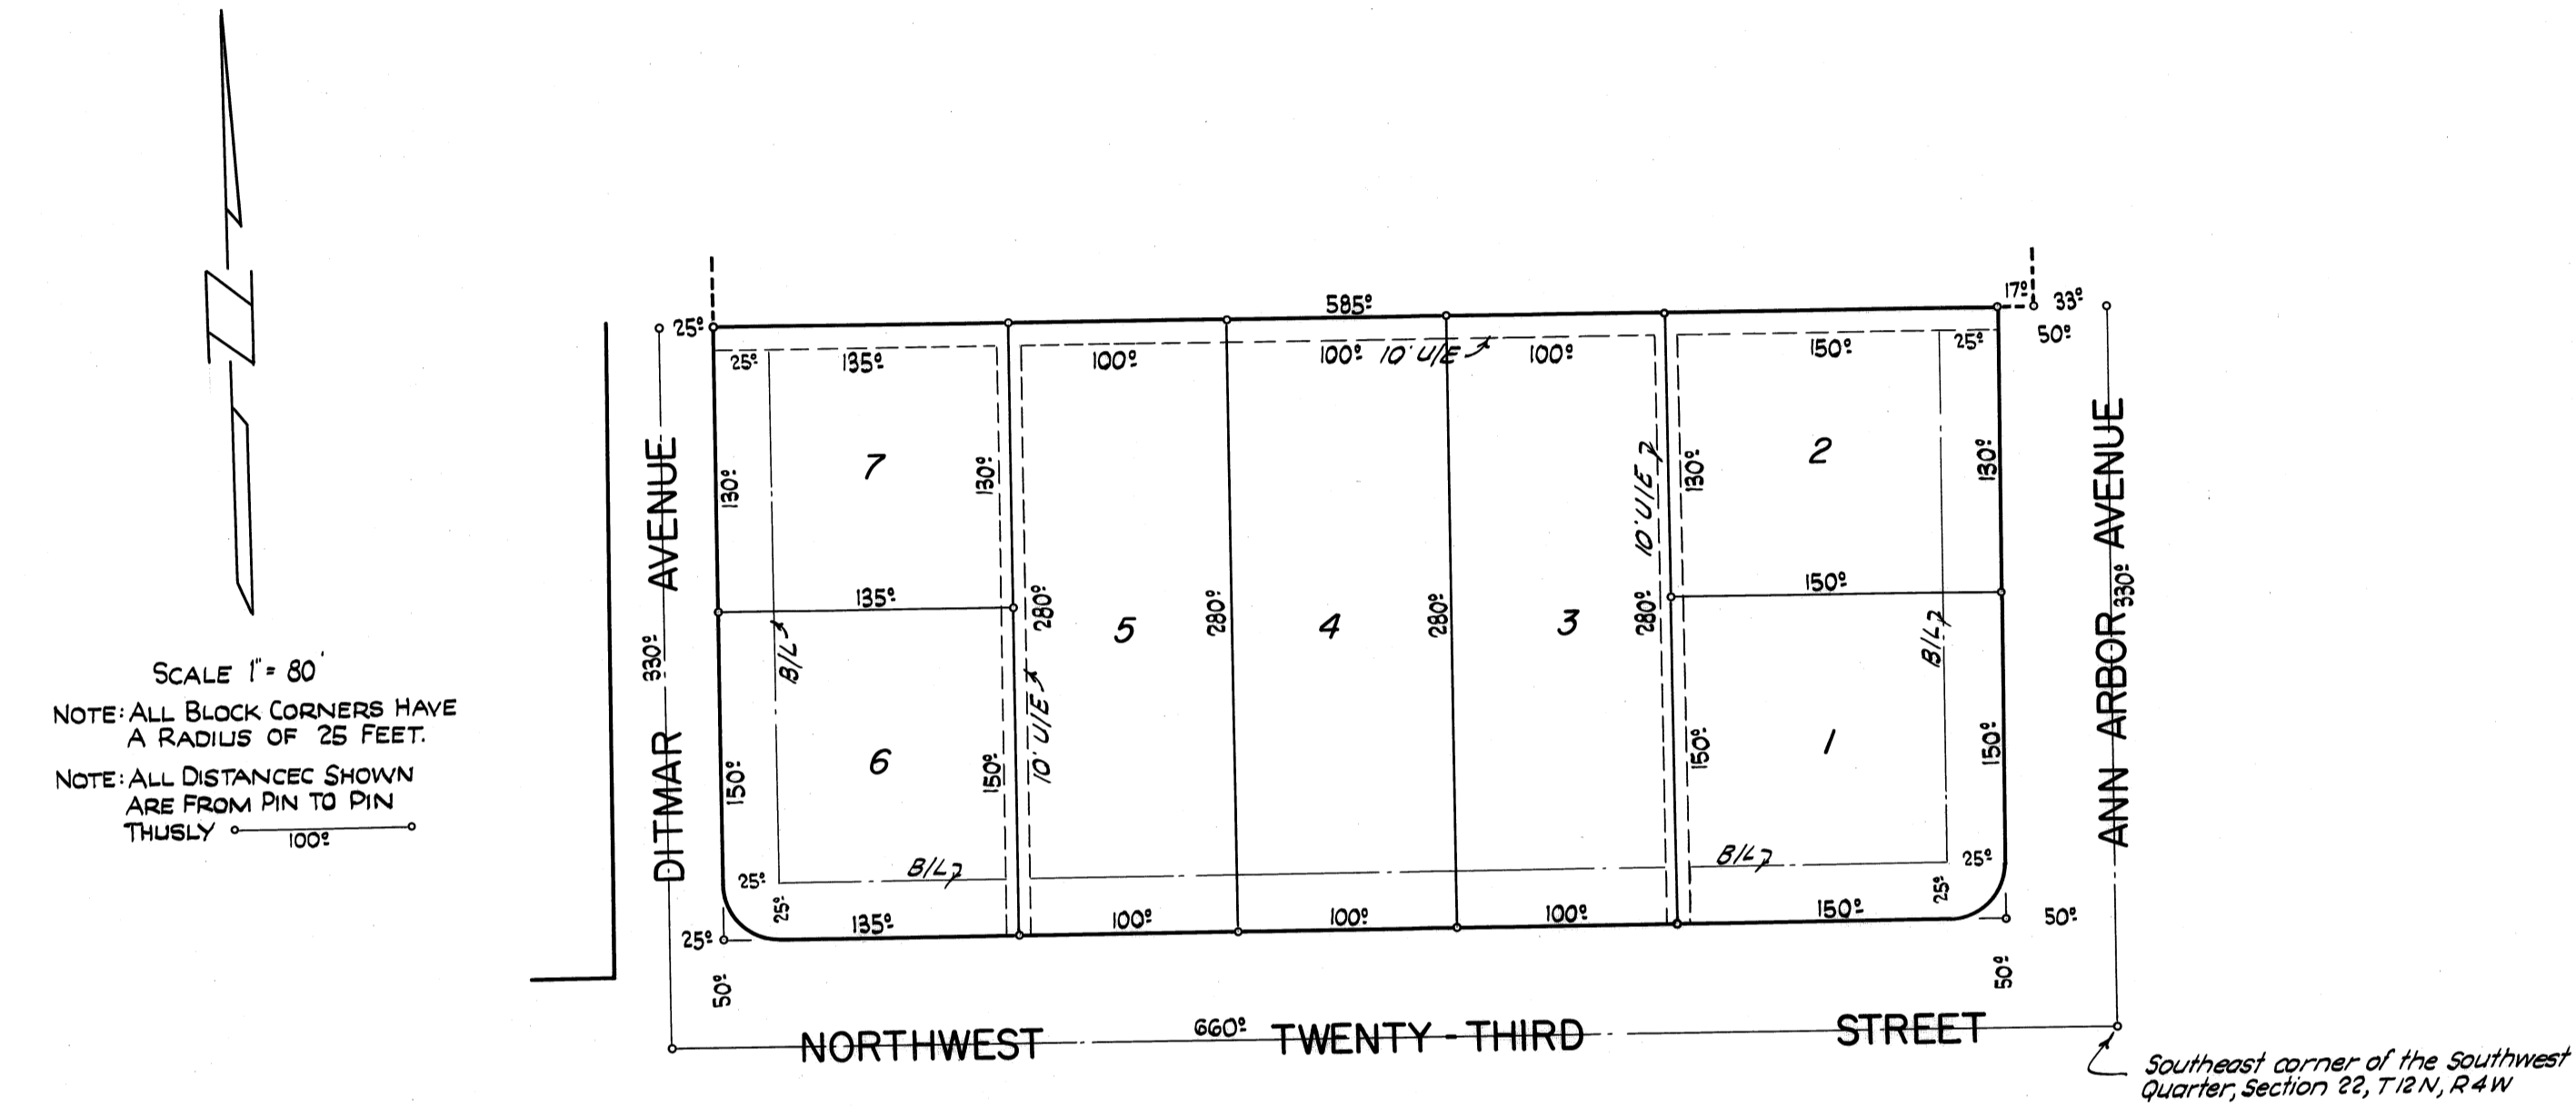 N
SCALE 1" = 80'
NOTE: ALL BLOCK CORNERS HAVE
A RADIUS OF 25 FEET.
NOTE: ALL DISTANCEC SHOWN
ARE FROM PIN TO PIN
THUSLY
100º
585º
17º
33º
25º
50º
25º
135º
100º
100º
10' U/E
100º
150º
25º
DITMAR AVENUE
330º
130º
7
130º
10' U/E
130º
2
130º
ANN ARBOR AVENUE
330º
135º
150º
B/L
280º
5
280º
4
280º
3
280º
B/L
150º
6
150º
10' U/E
150º
1
150º
B/L
B/L
25º
25º
25º
25º
25º
135º
100º
100º
100º
150º
50º
50º
50º
NORTHWEST TWENTY-THIRD STREET
660º
Southeast corner of the Southwest
Quarter, Section 22, T12N, R4W